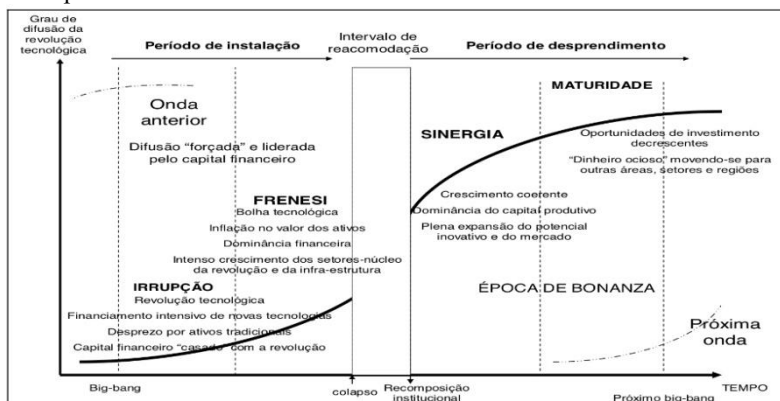 Grau de
difusão da
revolução
tecnológica
Período de instalação
Intervalo de
reacomodação
Período de desprendimento
Onda
anterior
Difusão "forçada" e liderada
pelo capital financeiro
FRENESI
Bolha tecnológica
Inflação no valor dos ativos
Dominância financeira
Intenso crescimento dos setores-núcleo
da revolução e da infra-estrutura
IRRUPÇÃO
Revolução tecnológica
Financiamento intensivo de novas tecnologias
Desprezo por ativos tradicionais
Capital financeiro "casado" com a revolução
MATURIDADE
SINERGIA
Oportunidades de investimento
decrescentes
"Dinheiro ocioso" movendo-se para
outras áreas, setores e regiões
Crescimento coerente
Dominância do capital produtivo
Plena expansão do potencial
inovativo e do mercado
ÉPOCA DE BONANZA
Próxima
onda
Big-bang
colapso
Recomposição
institucional
Próximo big-bang
TEMPO